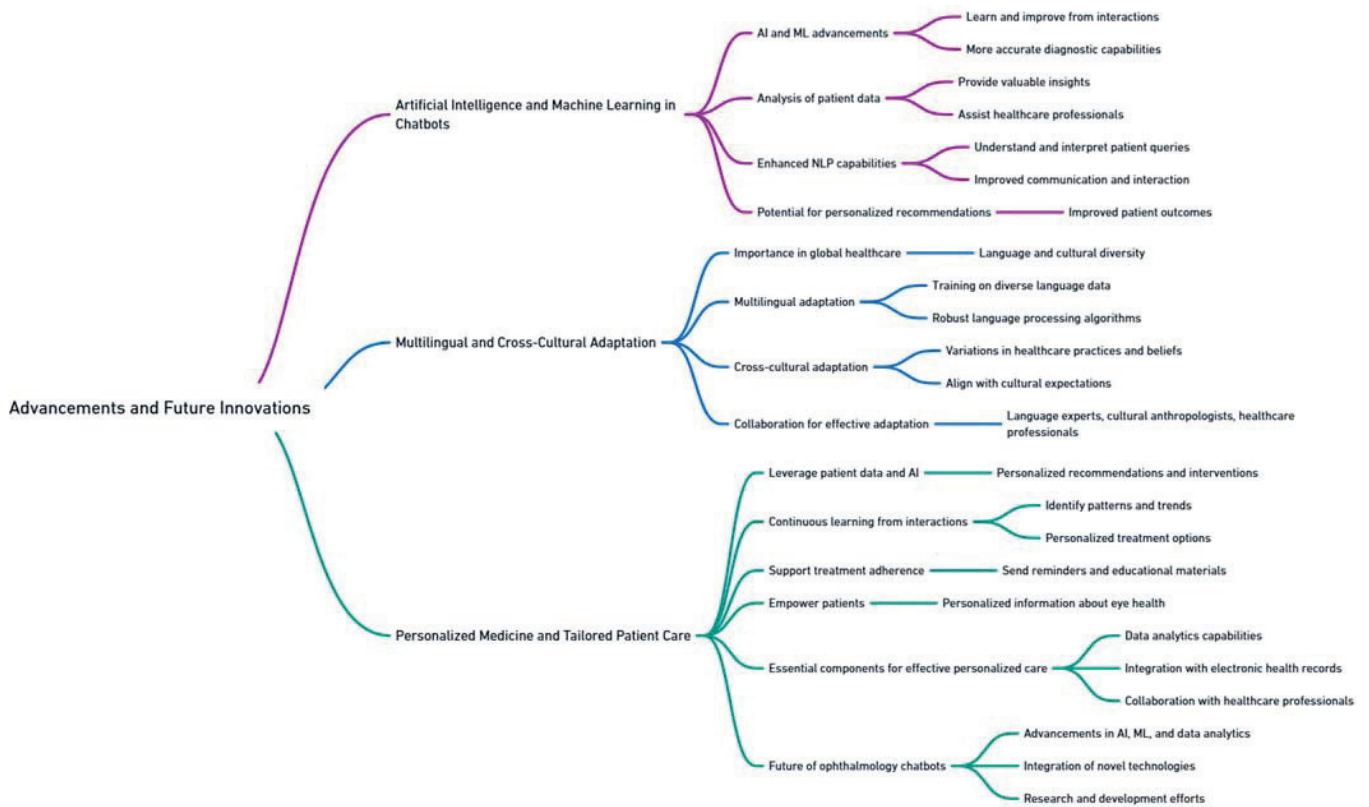 Advancements and Future Innovations
Artificial Intelligence and Machine Learning in
Chatbots
AI and ML advancements
Learn and improve from interactions
More accurate diagnostic capabilities
Analysis of patient data
Provide valuable insights
Assist healthcare professionals
Enhanced NLP capabilities
Understand and interpret patient queries
Improved communication and interaction
Potential for personalized recommendations
Improved patient outcomes
Multilingual and Cross-Cultural Adaptation
Importance in global healthcare
Language and cultural diversity
Multilingual adaptation
Training on diverse language data
Robust language processing algorithms
Cross-cultural adaptation
Variations in healthcare practices and beliefs
Align with cultural expectations
Collaboration for effective adaptation
Language experts, cultural anthropologists, healthcare
professionals
Personalized Medicine and Tailored Patient Care
Leverage patient data and AI
Personalized recommendations and interventions
Continuous learning from interactions
Identify patterns and trends
Personalized treatment options
Support treatment adherence
Send reminders and educational materials
Empower patients
Personalized information about eye health
Essential components for effective personalized care
Data analytics capabilities
Integration with electronic health records
Collaboration with healthcare professionals
Future of ophthalmology chatbots
Advancements in AI, ML, and data analytics
Integration of novel technologies
Research and development efforts